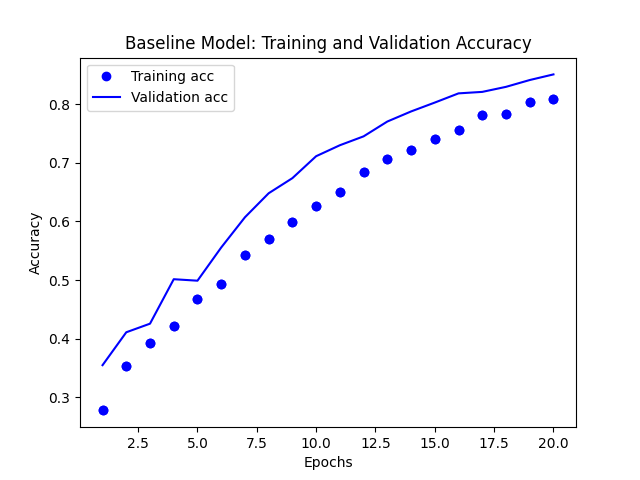 Baseline Model: Training and Validation Accuracy
Training acc
Validation acc
Accuracy
0.8
0.7
0.6
0.5
0.4
0.3
2.5 5.0 7.5 10.0 12.5 15.0 17.5 20.0
Epochs